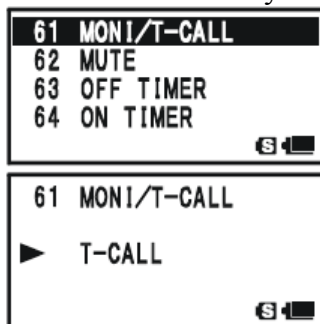 61 MONI/T-CALL
62 MUTE
63 OFF TIMER
64 ON TIMER
S
61 MONI/T-CALL
▶ T-CALL
S